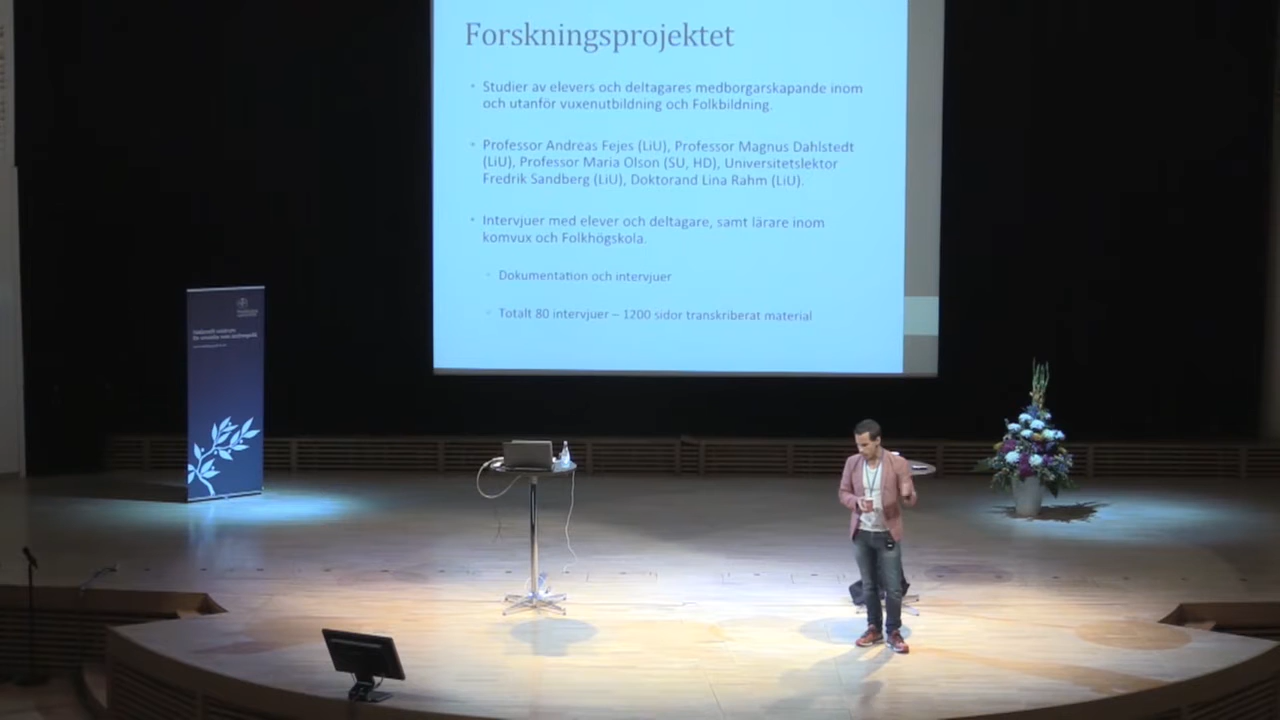 Forskningsprojektet
Studier av elevers och deltagares medborgarskapande inom
och utanför vuxenutbildning och Folkbildning.
Professor Andreas Fejes (LiU), Professor Magnus Dahlstedt
(LiU), Professor Maria Olson (SU, HD), Universitetslektor
Fredrik Sandberg (LiU), Doktorand Lina Rahm (LiU).
Intervjuer med elever och deltagare, samt lärare inom
komvux och Folkhögskola.
Dokumentation och intervjuer
Totalt 80 intervjuer – 1200 sidor transkriberat material